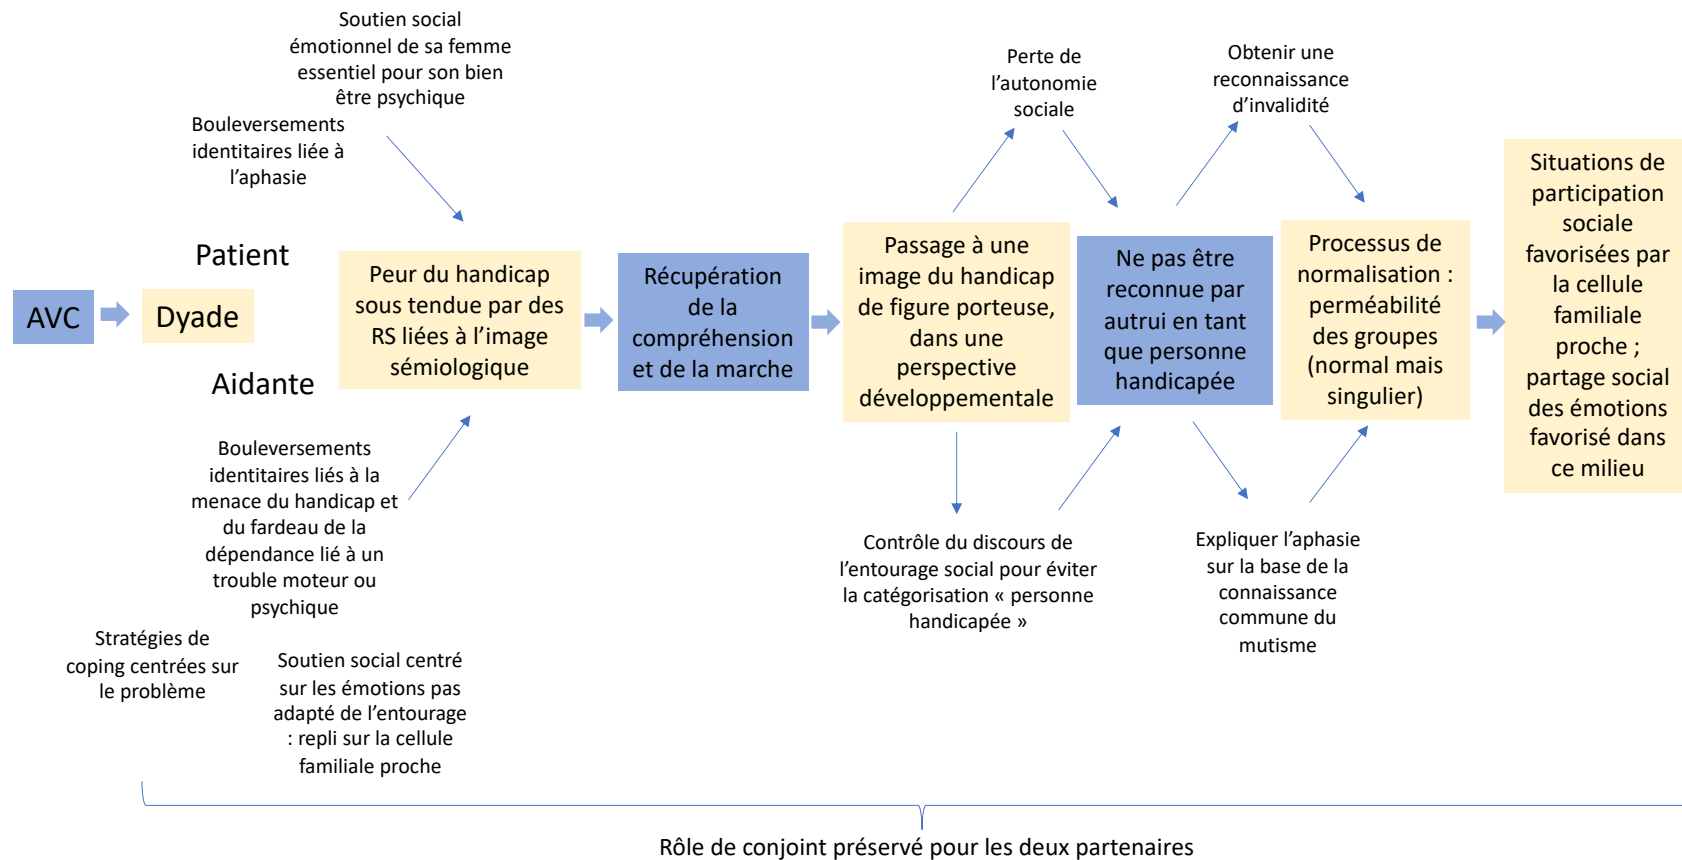 Soutien social
émotionnel de sa femme
essentiel pour son bien
être psychique
Bouleversements
identitaires liée à
l’aphasie
Patient
AVC
Dyade
Aidante
Peur du handicap
sous tendue par des
RS liées à l’image
sémiologique
Bouleversements
identitaires liés à la
menace du handicap et
du fardeau de la
dépendance lié à un
trouble moteur ou
psychique
Stratégies de
coping centrées sur
le problème
Soutien social centré
sur les émotions pas
adapté de l’entourage
: repli sur la cellule
familiale proche
Récupération
de la
compréhension
et de la marche
Passage à une
image du handicap
de figure porteuse,
dans une
perspective
développementale
Perte de
l’autonomie
sociale
Contrôle du discours de
l’entourage social pour éviter
la catégorisation « personne
handicapée »
Ne pas être
reconnue par
autrui en tant
que personne
handicapée
Obtenir une
reconnaissance
d’invalidité
Expliquer l’aphasie
sur la base de la
connaissance
commune du
mutisme
Processus de
normalisation :
perméabilité
des groupes
(normal mais
singulier)
Situations de
participation
sociale
favorisées par
la cellule
familiale
proche ;
partage social
des émotions
favorisé dans
ce milieu
Rôle de conjoint préservé pour les deux partenaires